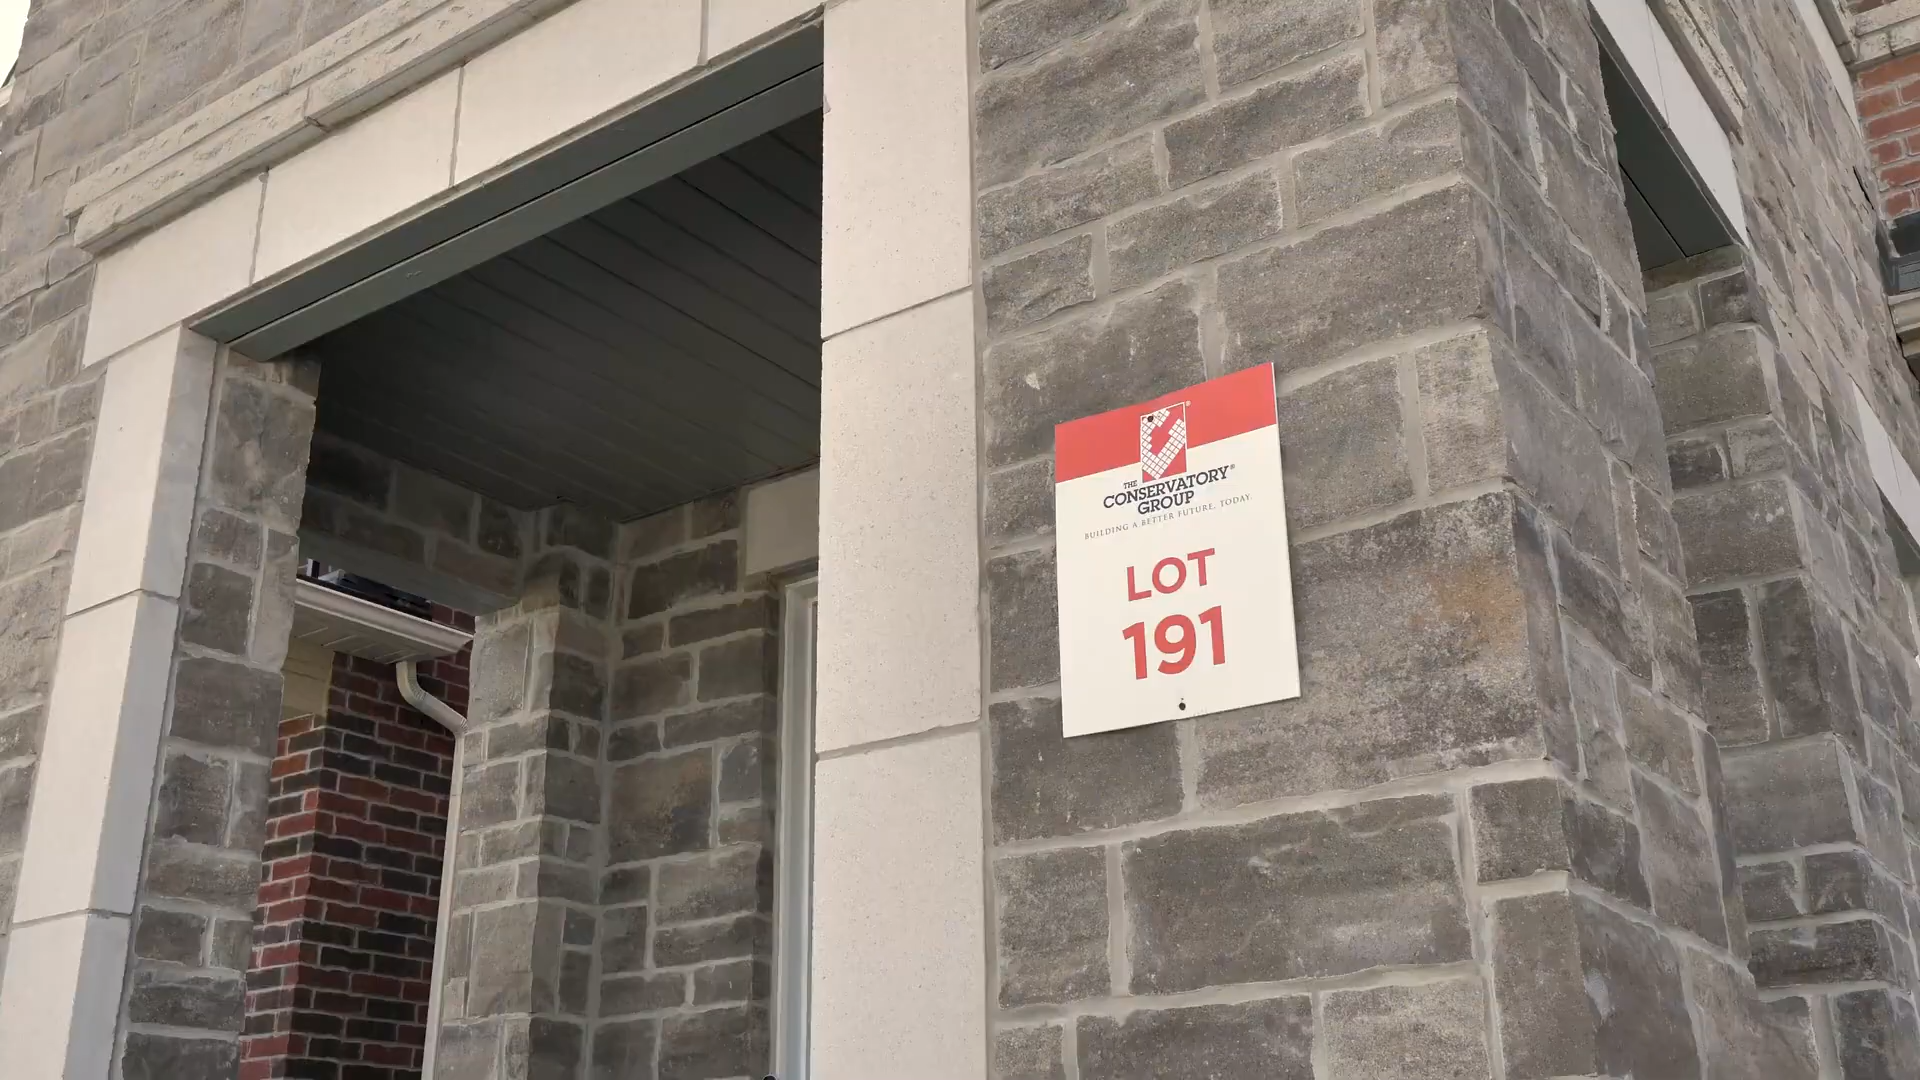 THE
CONSERVATORY®
GROUP
BUILDING A BETTER FUTURE, TODAY.
LOT
191